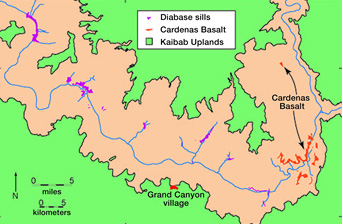 Diabase sills
Cardenas Basalt
Kaibab Uplands
Cardenas
Basalt
N
0 5
miles
0 5
kilometers
Grand Canyon
village